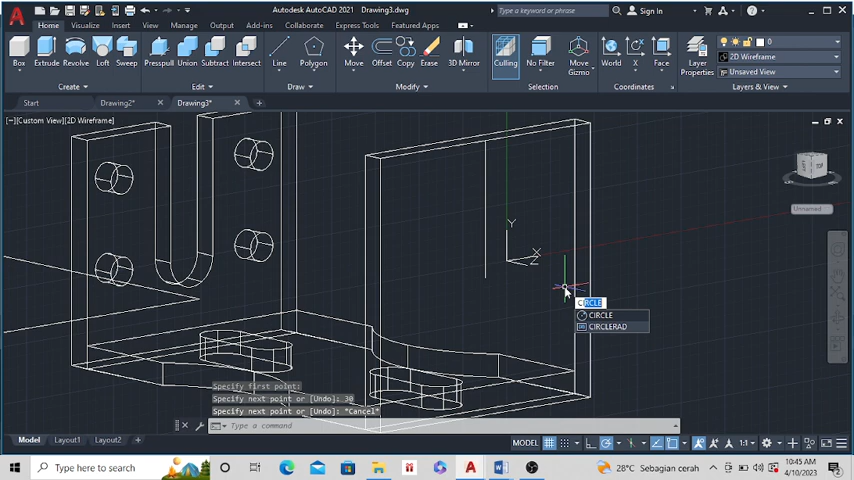 Autodesk AutoCAD 2021 Drawing3.dwg
Type a keyword or phrase
Sign In
Home Visualize Insert View Manage Output Add-ins Collaborate Express Tools Featured Apps
Box Extrude Revolve Loft Sweep Presspull Union Subtract Intersect Line Polygon Move Offset Copy Erase 3D Mirror Culling No Filter Move Gizmo World X Face Layer Properties
0
2D Wireframe
Unsaved View
Create Edit Draw Modify Selection Coordinates Layers & View
Start Drawing2* Drawing3*
[−][Custom View][2D Wireframe]
TOP
Unnamed
Y
X
Z
CIRCLE
CIRCLE
CIRCLERAD
Specify first point:
Specify next point or [Undo]: 30
Specify next point or [Undo]: *Cancel*
Type a command
Model Layout1 Layout2 +
MODEL 1:1
Type here to search
28°C Sebagian cerah
10:45 AM
4/10/2023